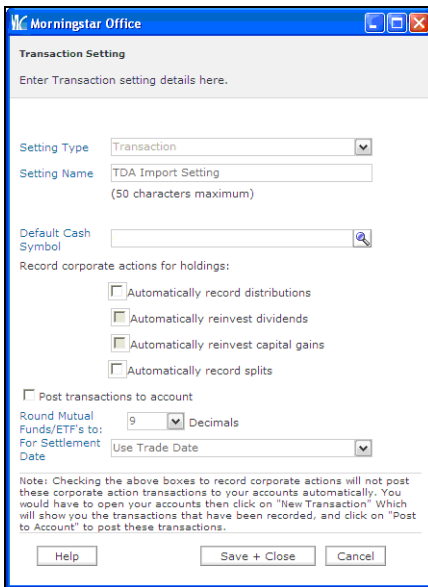 Morningstar Office
Transaction Setting
Enter Transaction setting details here.
Setting Type Transaction
Setting Name TDA Import Setting
(50 characters maximum)
Default Cash
Symbol
Record corporate actions for holdings:
Automatically record distributions
Automatically reinvest dividends
Automatically reinvest capital gains
Automatically record splits
Post transactions to account
Round Mutual
Funds/ETF's to: 9 Decimals
For Settlement
Date Use Trade Date
Note: Checking the above boxes to record corporate actions will not post
these corporate action transactions to your accounts automatically. You
would have to open your accounts then click on "New Transaction" Which
will show you the transactions that have been recorded, and click on "Post
to Account" to post these transactions.
Help Save + Close Cancel